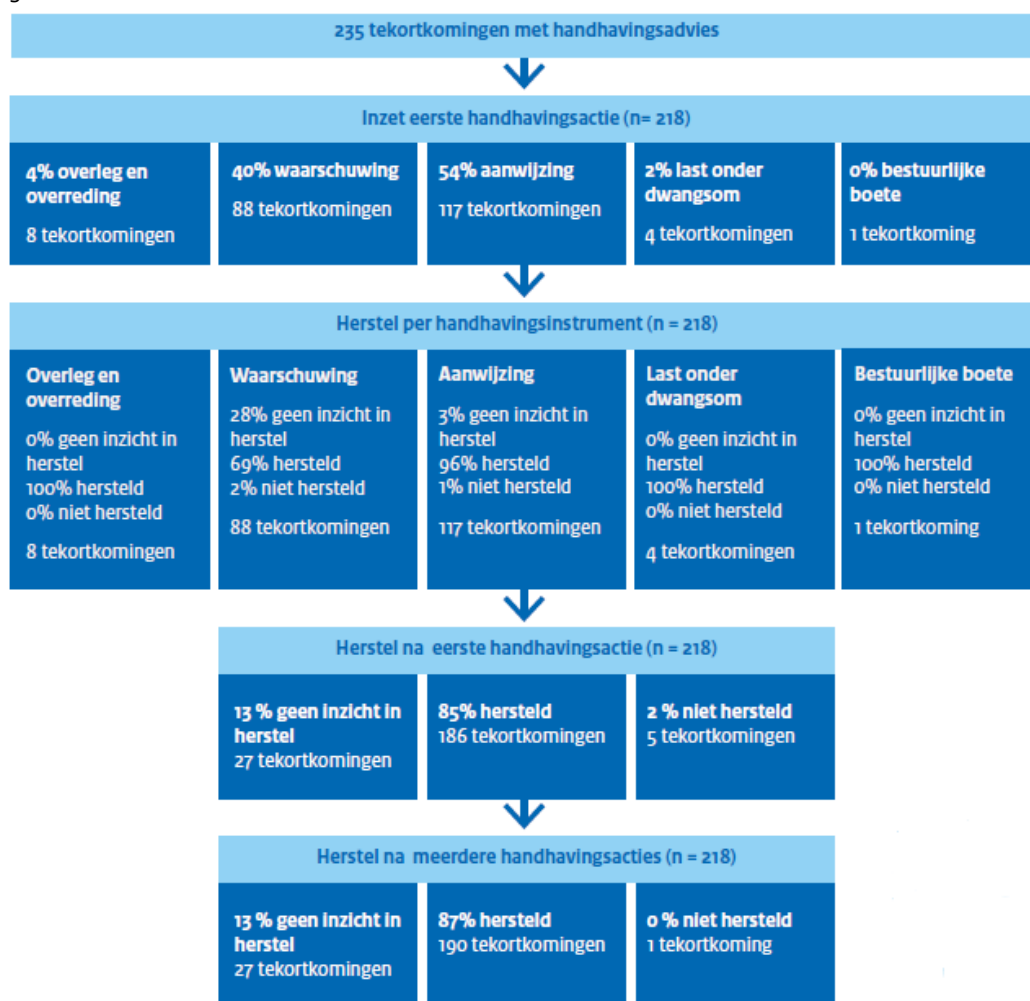 235 tekortkomingen met handhavingsadvies
Inzet eerste handhavingsactie (n= 218)
4% overleg en
overreding
8 tekortkomingen
40% waarschuwing
88 tekortkomingen
54% aanwijzing
117 tekortkomingen
2% last onder
dwangsom
4 tekortkomingen
0% bestuurlijke
boete
1 tekortkoming
Herstel per handhavingsinstrument (n = 218)
Overleg en
overreding
0% geen inzicht in
herstel
100% hersteld
0% niet hersteld
8 tekortkomingen
Waarschuwing
28% geen inzicht in
herstel
69% hersteld
2% niet hersteld
88 tekortkomingen
Aanwijzing
3% geen inzicht in
herstel
96% hersteld
1% niet hersteld
117 tekortkomingen
Last onder
dwangsom
0% geen inzicht in
herstel
100% hersteld
0% niet hersteld
4 tekortkomingen
Bestuurlijke boete
0% geen inzicht in
herstel
100% hersteld
0% niet hersteld
1 tekortkoming
Herstel na eerste handhavingsactie (n = 218)
13 % geen inzicht in
herstel
27 tekortkomingen
85% hersteld
186 tekortkomingen
2 % niet hersteld
5 tekortkomingen
Herstel na meerdere handhavingsacties (n = 218)
13 % geen inzicht in
herstel
27 tekortkomingen
87% hersteld
190 tekortkomingen
0 % niet hersteld
1 tekortkoming